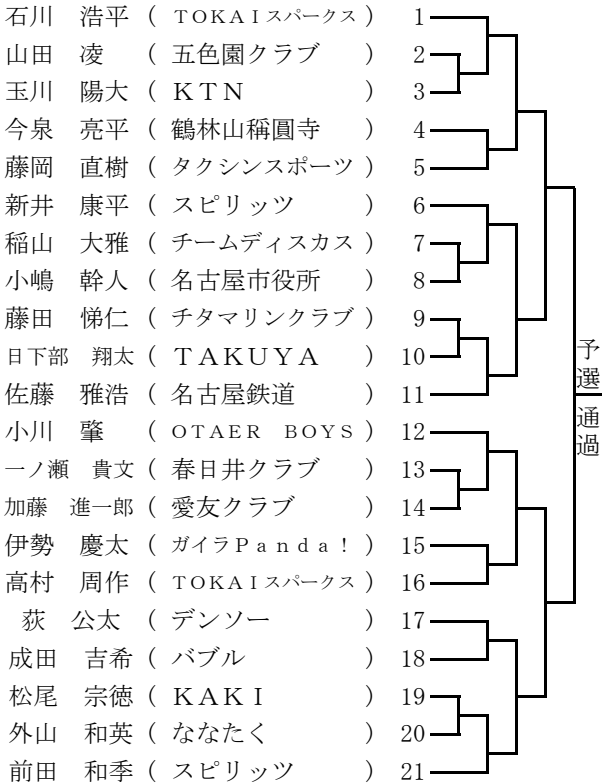 石川　浩平（ＴＯＫＡＩスパークス）　1
山田　凌（五色園クラブ）　2
玉川　陽大（ＫＴＮ）　3
今泉　亮平（鶴林山稱圓寺）　4
藤岡　直樹（タクシンスポーツ）　5
新井　康平（スピリッツ）　6
稲山　大雅（チームディスカス）　7
小嶋　幹人（名古屋市役所）　8
藤田　悌仁（チタマリンクラブ）　9
日下部　翔太（ＴＡＫＵＹＡ）　10
佐藤　雅浩（名古屋鉄道）　11
小川　肇（ＯＴＡＥＲ　ＢＯＹＳ）　12
一ノ瀬　貴文（春日井クラブ）　13
加藤　進一郎（愛友クラブ）　14
伊勢　慶太（ガイラＰａｎｄａ！）　15
高村　周作（ＴＯＫＡＩスパークス）　16
荻　公太（デンソー）　17
成田　吉希（バブル）　18
松尾　宗徳（ＫＡＫＩ）　19
外山　和英（ななたく）　20
前田　和季（スピリッツ）　21
予選通過